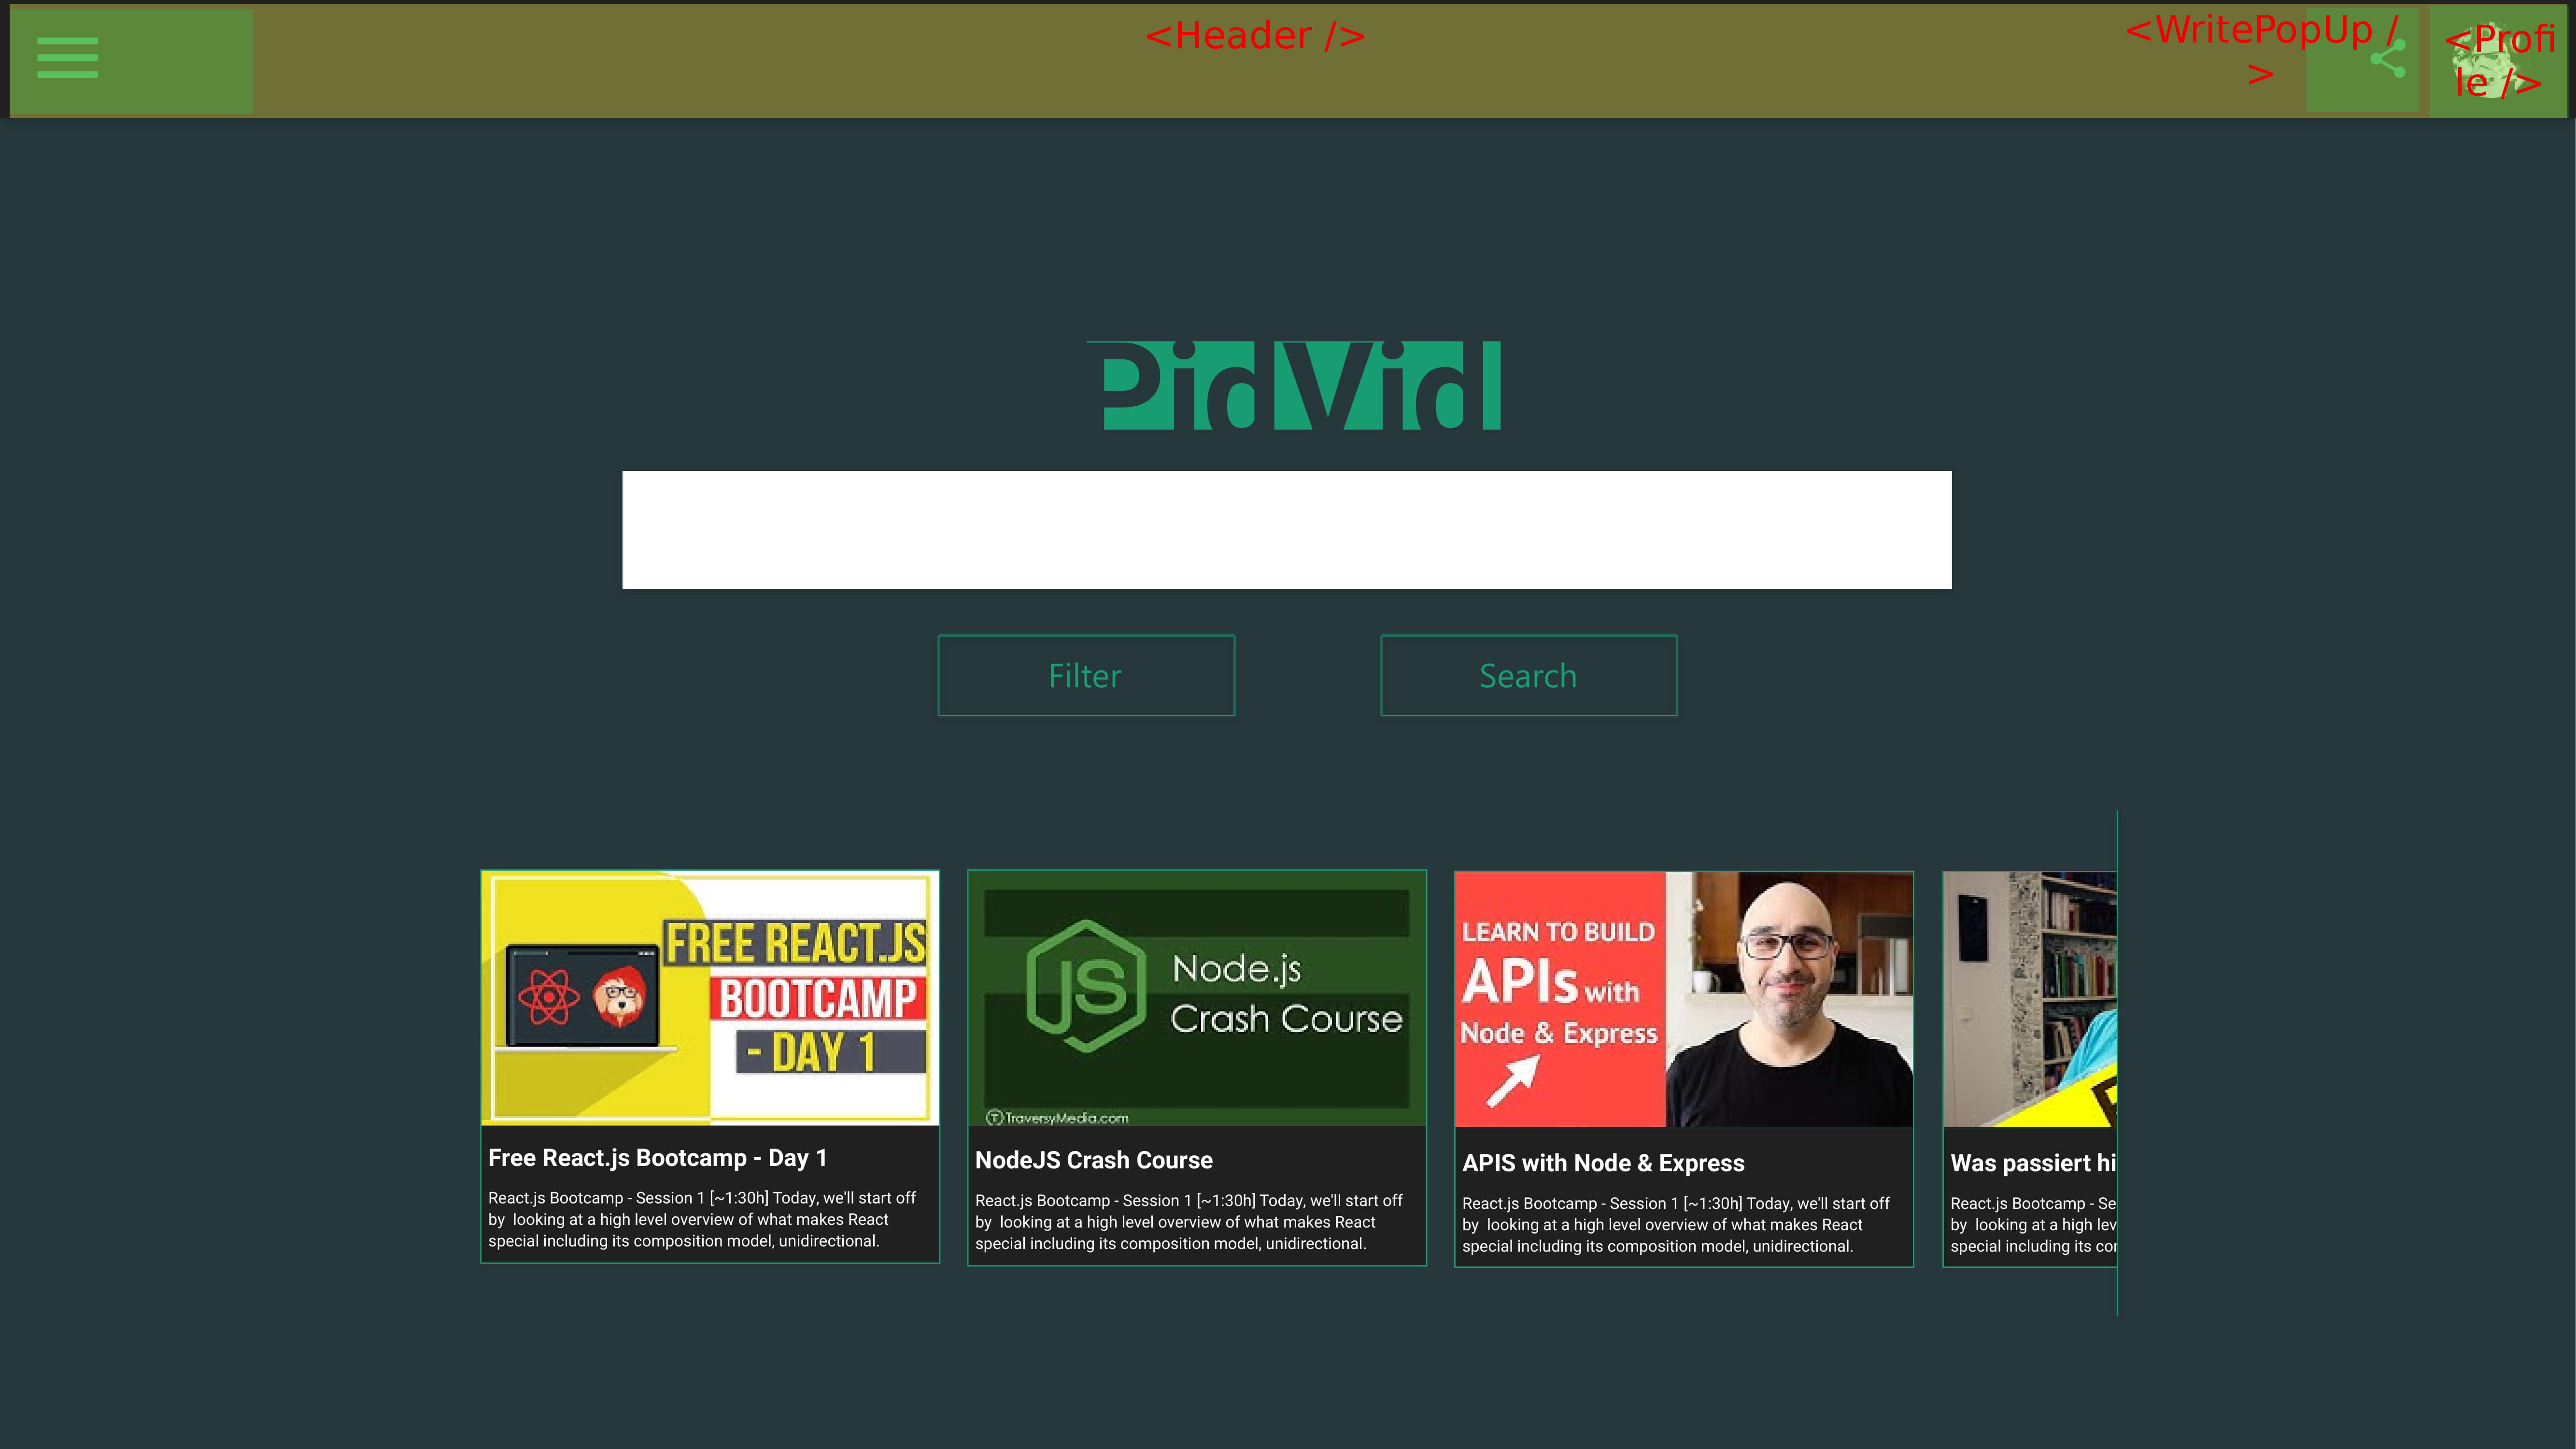 <Header />
<WritePopUp /
>
<Profi
le />
PidVid
Filter
Search
FREE REACT.JS
BOOTCAMP
- DAY 1
Free React.js Bootcamp - Day 1
React.js Bootcamp - Session 1 [~1:30h] Today, we'll start off
by  looking at a high level overview of what makes React
special including its composition model, unidirectional.
JS
Node.js
Crash Course
TraversyMedia.com
NodeJS Crash Course
React.js Bootcamp - Session 1 [~1:30h] Today, we'll start off
by  looking at a high level overview of what makes React
special including its composition model, unidirectional.
LEARN TO BUILD
APIs with
Node & Express
APIS with Node & Express
React.js Bootcamp - Session 1 [~1:30h] Today, we'll start off
by  looking at a high level overview of what makes React
special including its composition model, unidirectional.
Was passiert hi
React.js Bootcamp - Se
by  looking at a high lev
special including its cor